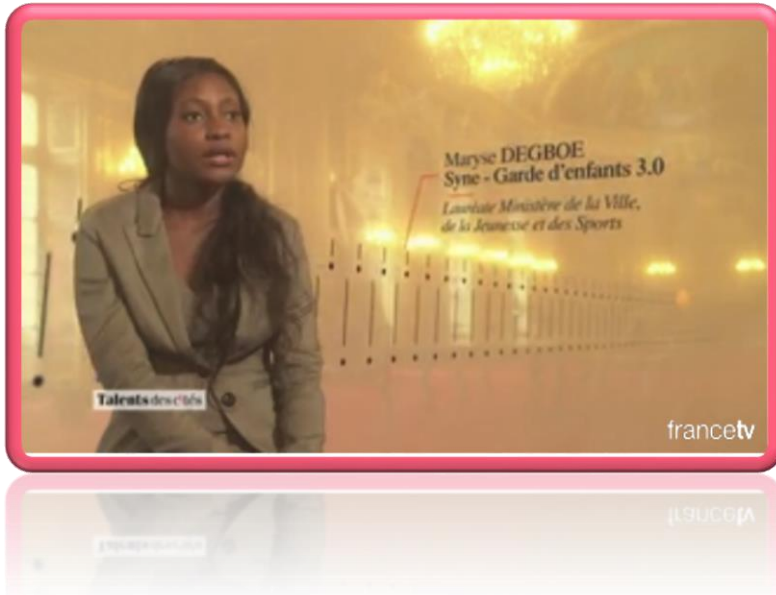 Maryse DEGBOE
Syne - Garde d'enfants 3.0
Lauréate Ministère de la Ville,
de la Jeunesse et des Sports
Talents des cités
francetv